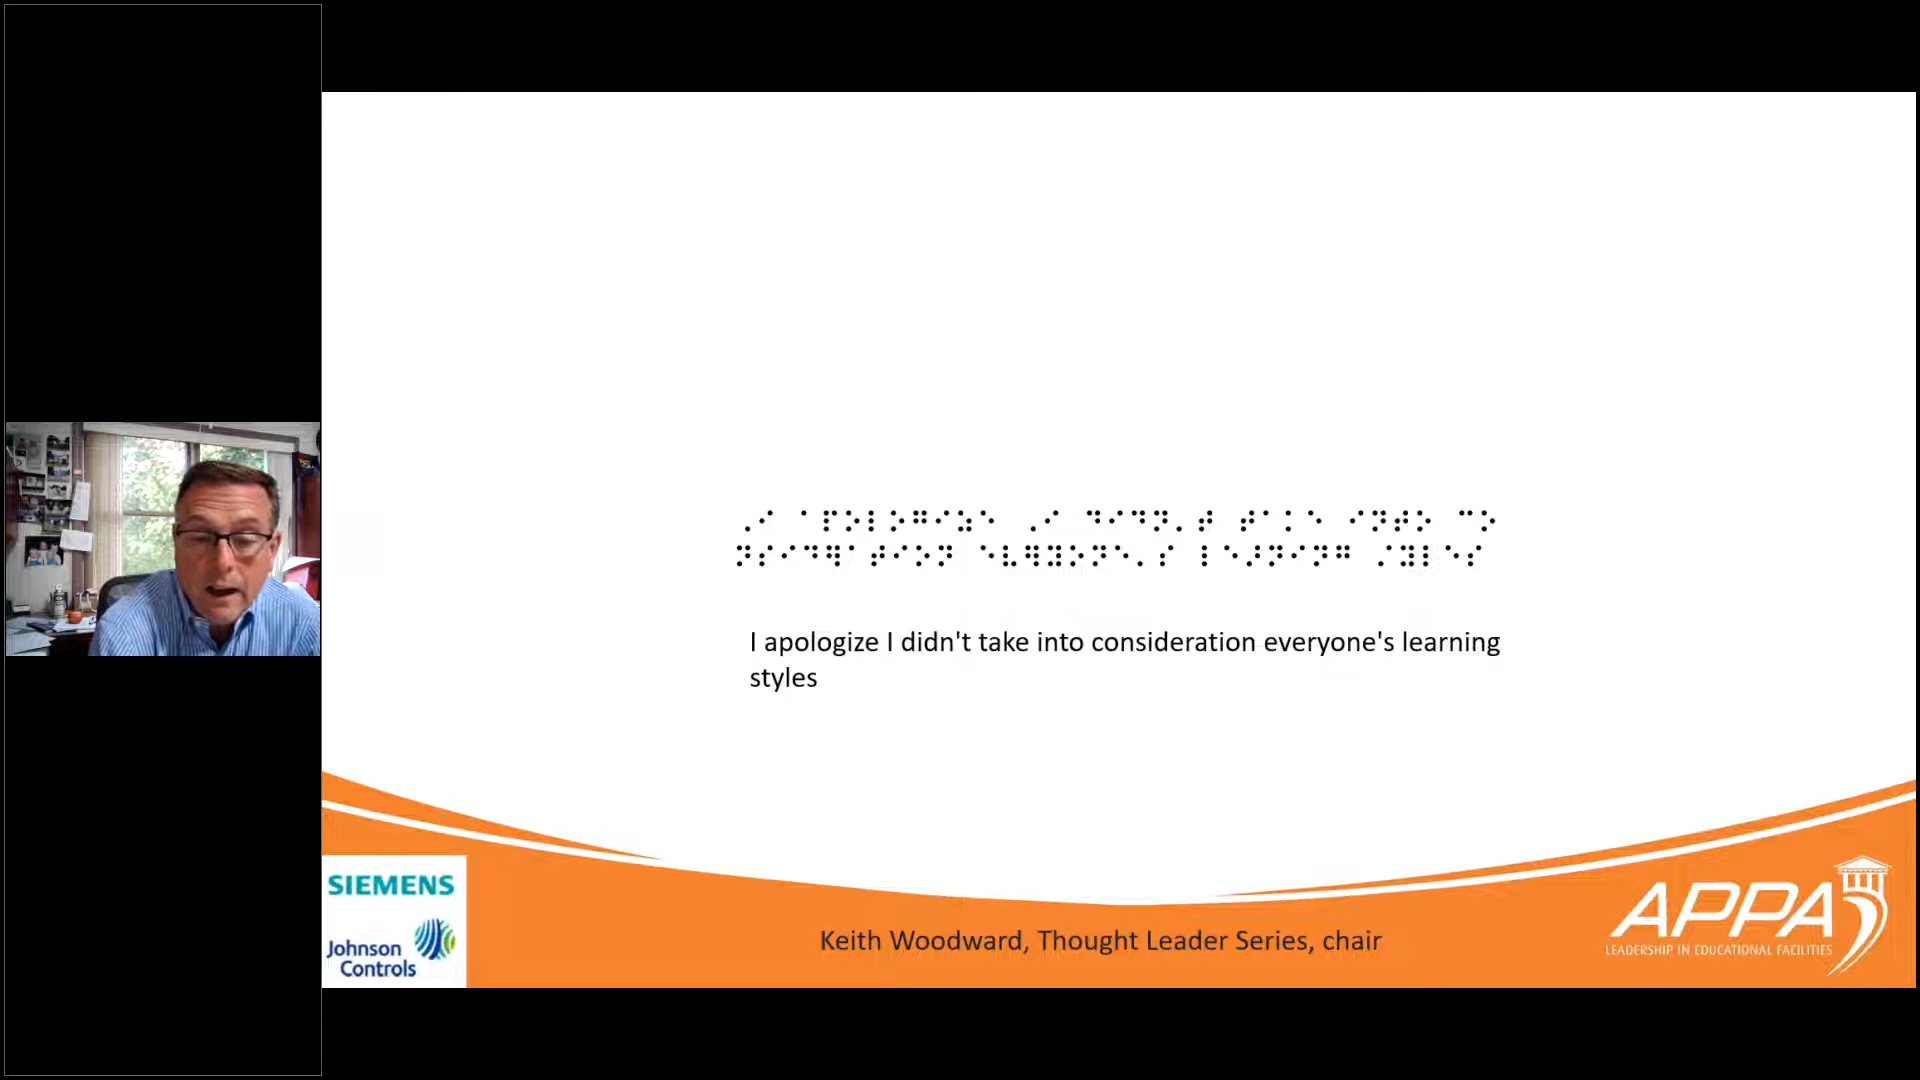 ⠠⠊ ⠁⠏⠕⠇⠕⠛⠊⠵⠑ ⠠⠊ ⠙⠊⠙⠝⠄⠞ ⠞⠁⠅⠑ ⠊⠝⠞⠕ ⠉⠕
⠝⠎⠊⠙⠻⠁⠞⠊⠕⠝ ⠑⠧⠻⠽⠕⠝⠑⠄⠎ ⠇⠑⠜⠝⠊⠝⠛ ⠌⠽⠇⠑⠎
I apologize I didn't take into consideration everyone's learning
styles
SIEMENS
Johnson
Controls
Keith Woodward, Thought Leader Series, chair
APPA
LEADERSHIP IN EDUCATIONAL FACILITIES